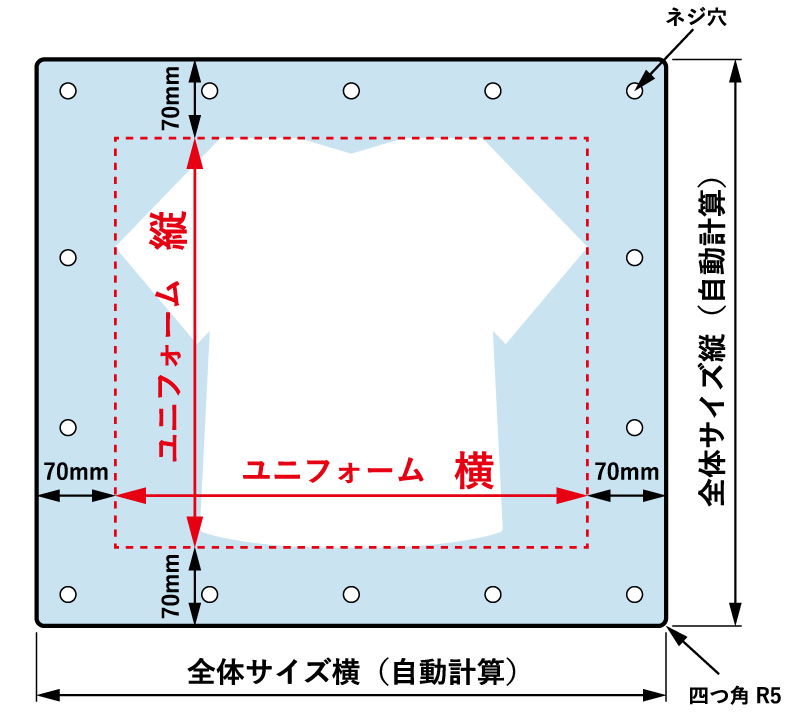 ネジ穴
70mm
ユニフォーム 縦
全体サイズ縦（自動計算）
70mm
ユニフォーム 横
70mm
70mm
全体サイズ横（自動計算）
四つ角 R5